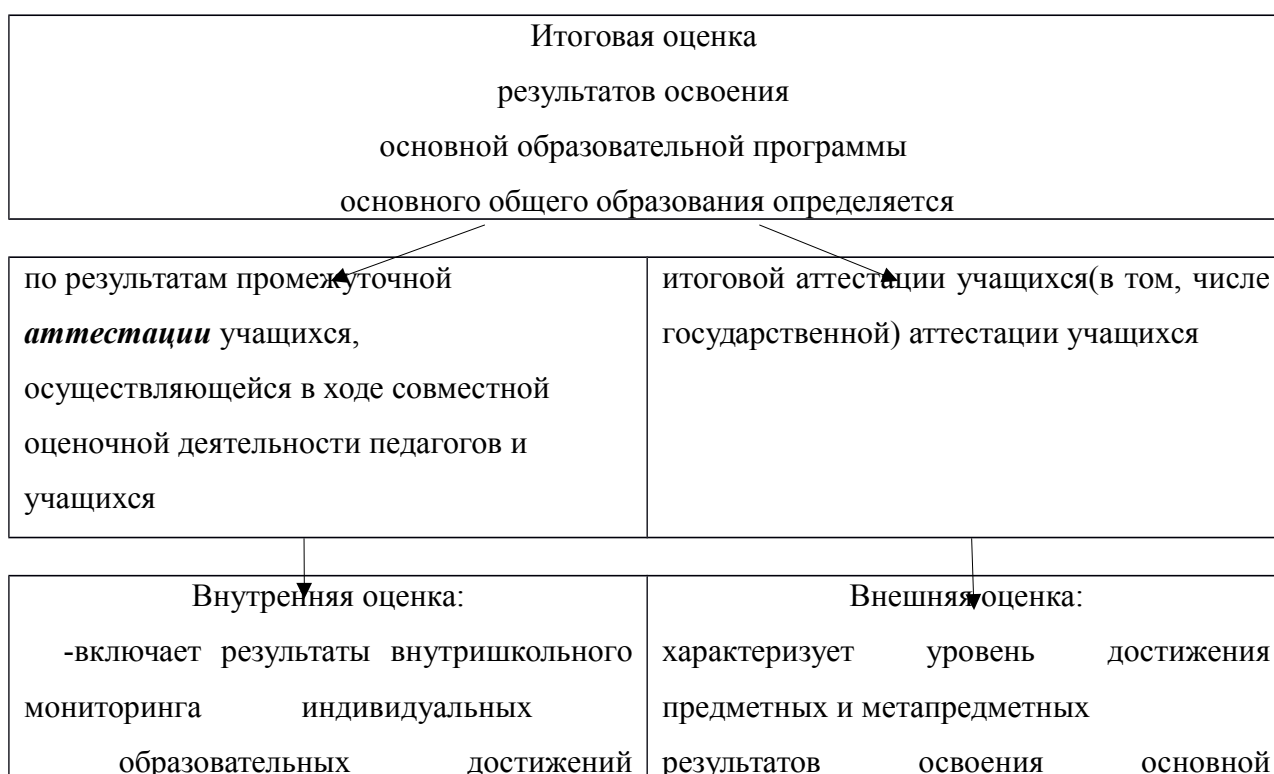 Итоговая оценка
результатов освоения
основной образовательной программы
основного общего образования определяется
по результатам промежуточной
аттестации учащихся,
осуществляющейся в ходе совместной
оценочной деятельности педагогов и
учащихся
итоговой аттестации учащихся(в том, числе
государственной) аттестации учащихся
Внутренняя оценка:
-включает результаты внутришкольного
мониторинга индивидуальных
образовательных достижений
Внешняя оценка:
характеризует уровень достижения
предметных и метапредметных
результатов освоения основной